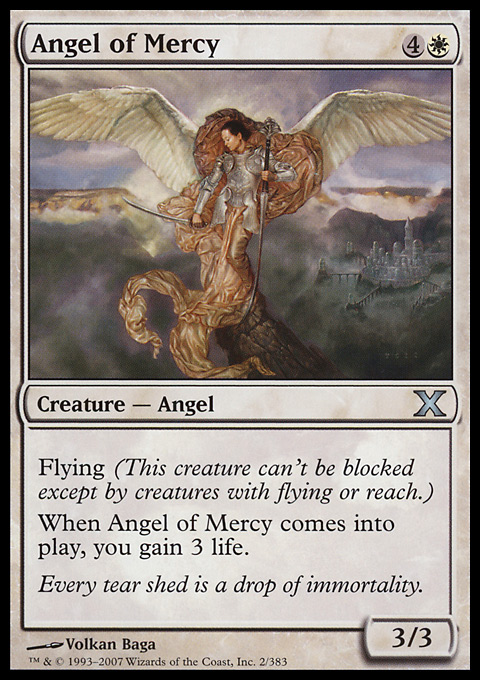 Angel of Mercy 4
Creature — Angel X
Flying (This creature can't be blocked
except by creatures with flying or reach.)
When Angel of Mercy comes into
play, you gain 3 life.
Every tear shed is a drop of immortality.
Volkan Baga
3/3
™ & © 1993–2007 Wizards of the Coast, Inc. 2/383